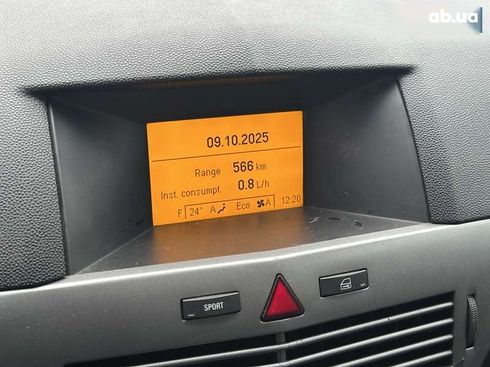 ab.ua
09.10.2025
Range 566 km
Inst. consumpt. 0.8 L/h
F 24° A Eco A 12:20
SPORT